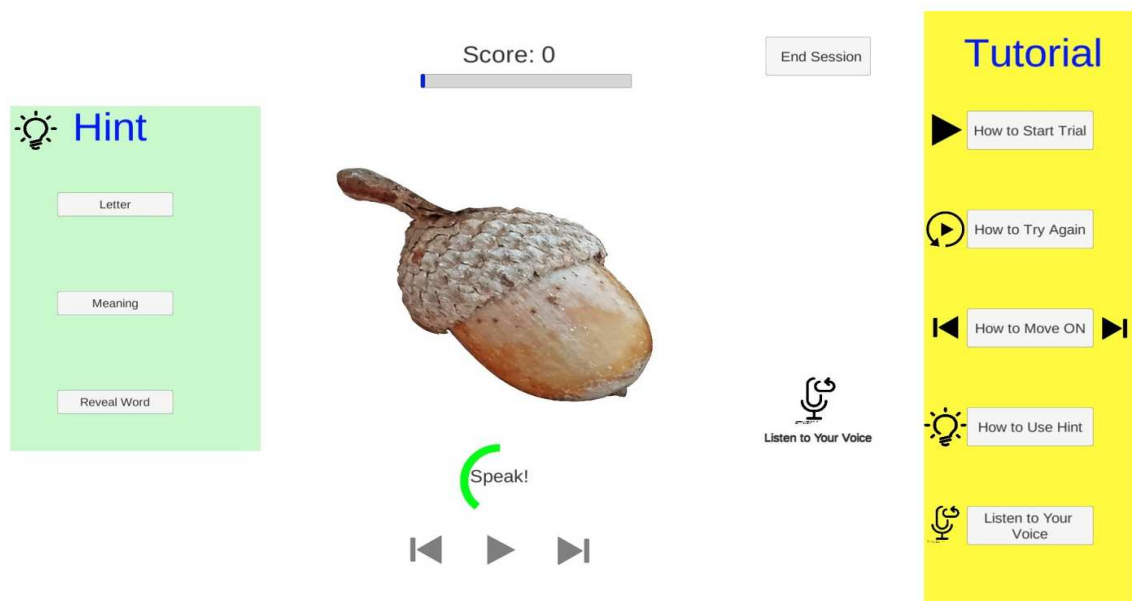 Score: 0
End Session
Hint
Letter
Meaning
Reveal Word
Speak!
Listen to Your Voice
Tutorial
How to Start Trial
How to Try Again
How to Move ON
How to Use Hint
Listen to Your
Voice